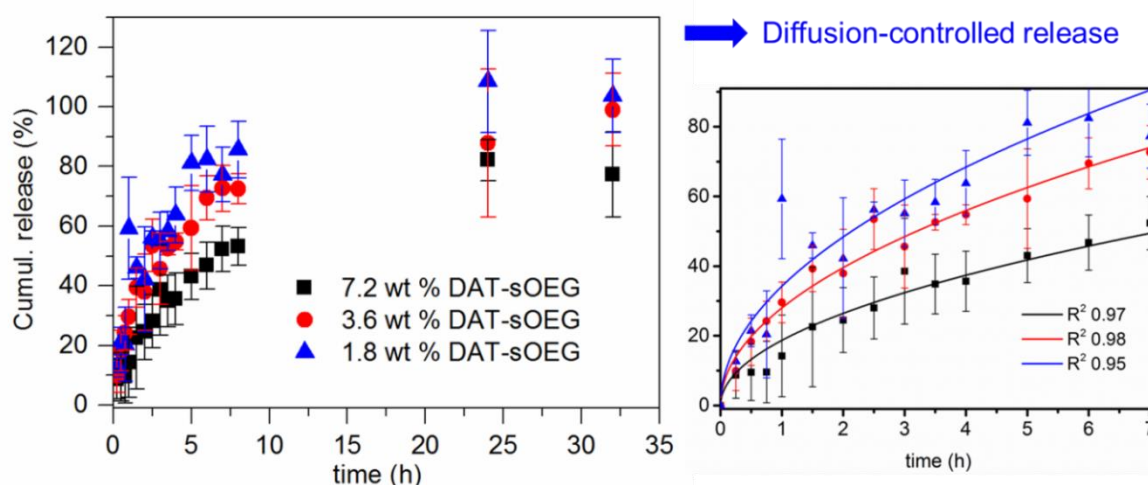 Diffusion-controlled release
120
100
80
60
40
20
0
Cumul. release (%)
7.2 wt % DAT-sOEG
3.6 wt % DAT-sOEG
1.8 wt % DAT-sOEG
0 5 10 15 20 25 30 35
time (h)
80
60
40
20
0
R² 0.97
R² 0.98
R² 0.95
0 1 2 3 4 5 6 7
time (h)